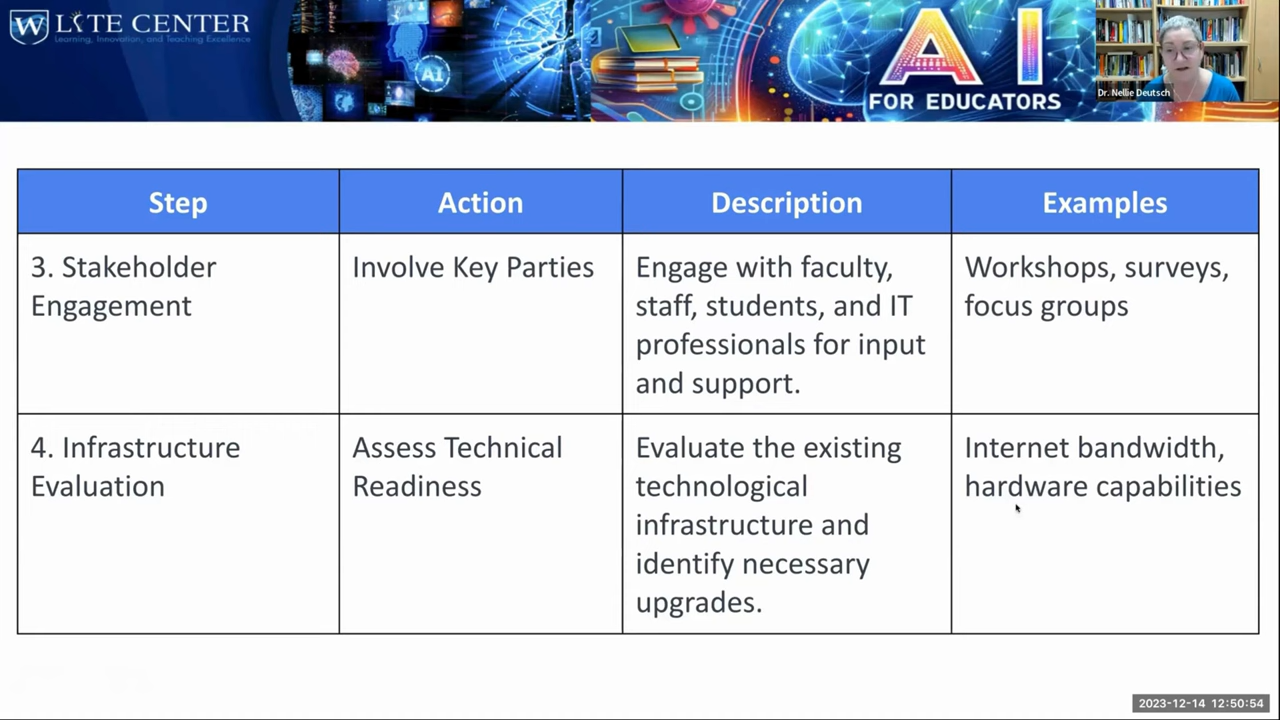 W LITE CENTER
Learning, Innovation, and Teaching Excellence
AI
AI
FOR EDUCATORS
Dr. Nellie Deutsch
Step
Action
Description
Examples
3. Stakeholder
Engagement
Involve Key Parties
Engage with faculty,
staff, students, and IT
professionals for input
and support.
Workshops, surveys,
focus groups
4. Infrastructure
Evaluation
Assess Technical
Readiness
Evaluate the existing
technological
infrastructure and
identify necessary
upgrades.
Internet bandwidth,
hardware capabilities
2023-12-14 12:50:54